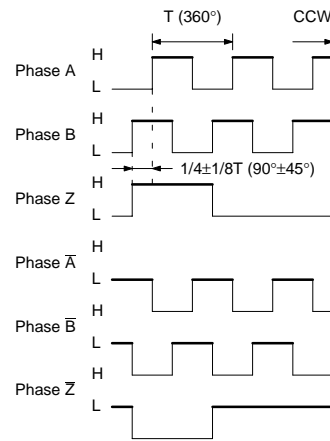 T (360°) CCW
H
Phase A
L
H
Phase B
L
H 1/4±1/8T (90°±45°)
Phase Z
L
H
Phase A̅
L
H
Phase B̅
L
H
Phase Z̅
L